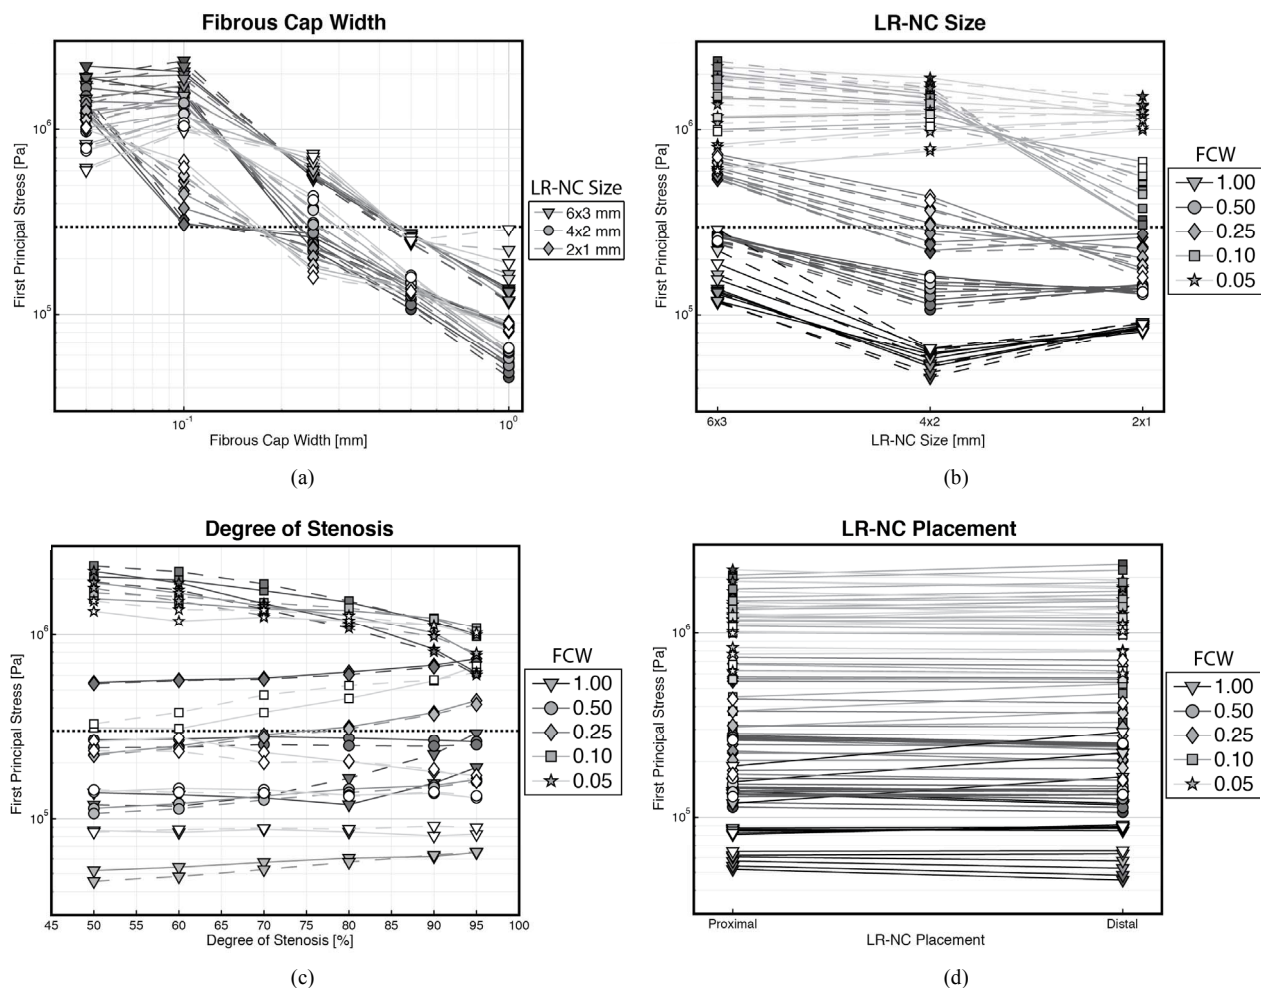 Fibrous Cap Width
First Principal Stress [Pa]
10^6
10^5
10^-1
10^0
Fibrous Cap Width [mm]
LR-NC Size
6x3 mm
4x2 mm
2x1 mm
(a)
LR-NC Size
First Principal Stress [Pa]
10^6
10^5
6x3
4x2
2x1
LR-NC Size [mm]
FCW
1.00
0.50
0.25
0.10
0.05
(b)
Degree of Stenosis
First Principal Stress [Pa]
10^6
10^5
45 50 55 60 65 70 75 80 85 90 95 100
Degree of Stenosis [%]
FCW
1.00
0.50
0.25
0.10
0.05
(c)
LR-NC Placement
First Principal Stress [Pa]
10^6
10^5
Proximal
Distal
LR-NC Placement
FCW
1.00
0.50
0.25
0.10
0.05
(d)